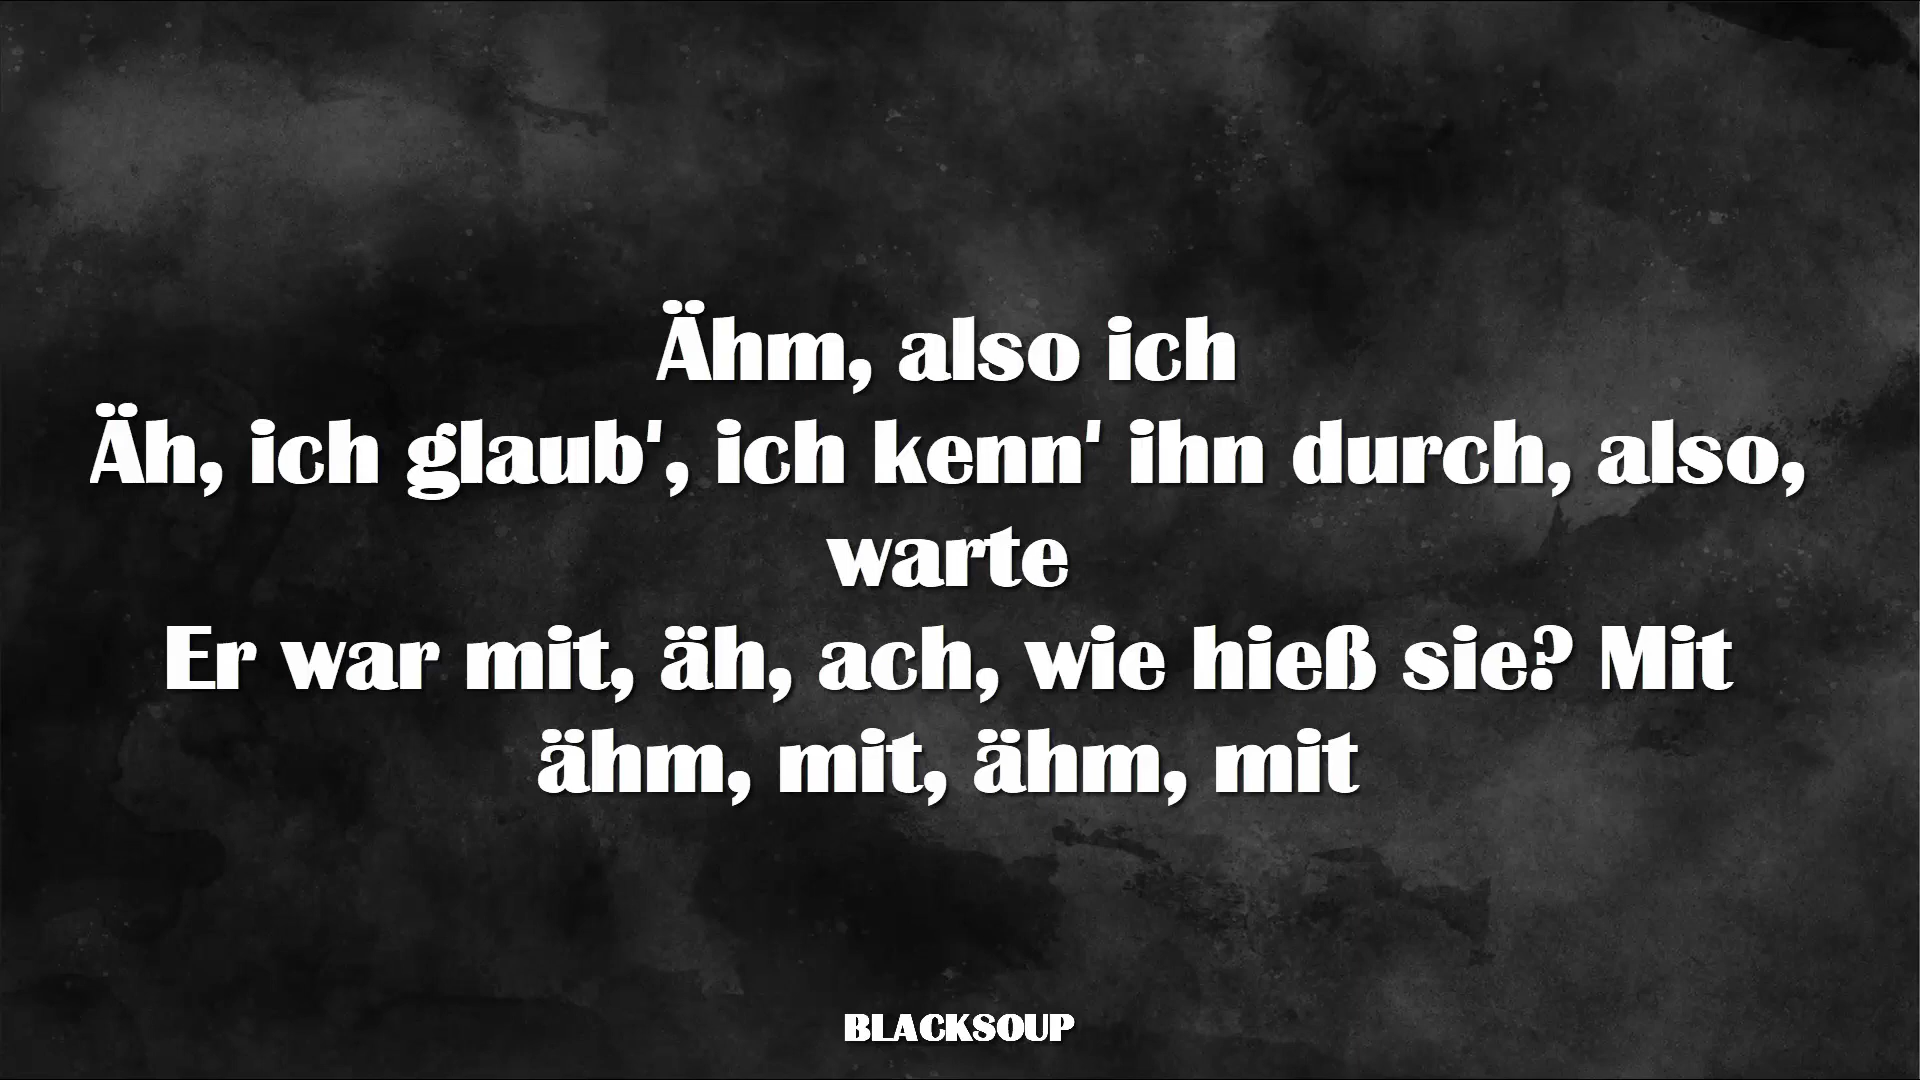 Ähm, also ich
Äh, ich glaub', ich kenn' ihn durch, also,
warte
Er war mit, äh, ach, wie hieß sie? Mit
ähm, mit, ähm, mit
BLACKSOUP